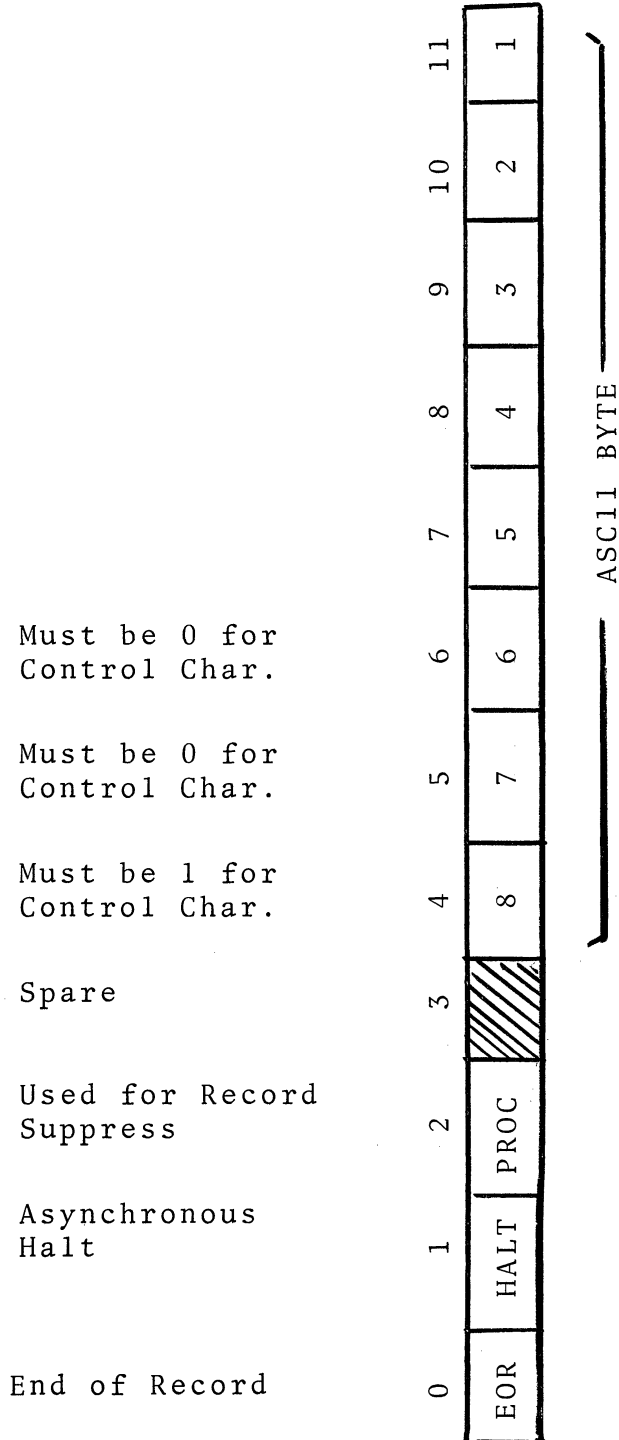 11 1
10 2
9 3
8 4
7 5
Must be 0 for
Control Char.
6 6
Must be 0 for
Control Char.
5 7
Must be 1 for
Control Char.
4 8
Spare
3
Used for Record
Suppress
2 PROC
Asynchronous
Halt
1 HALT
End of Record
0 EOR
ASC11 BYTE